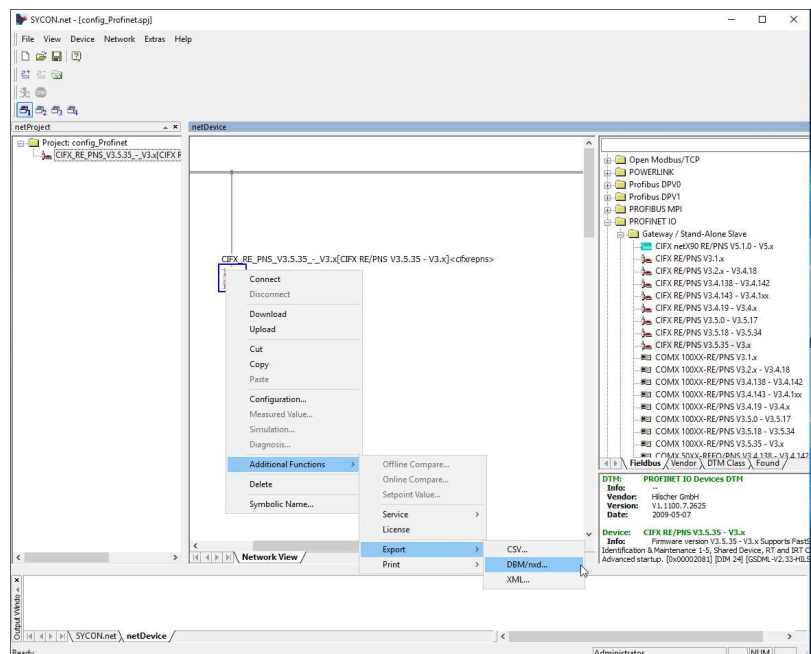 SYCON.net - [config_Profinet.spj]
File View Device Network Extras Help
netProject
netDevice
Project: config_Profinet
CIFX_RE_PNS_V3.5.35_-_V3.x[CIFX R
CIFX_RE_PNS_V3.5.35_-_V3.x[CIFX RE/PNS V3.5.35 - V3.x]<cifxrepns>
Connect
Disconnect
Download
Upload
Cut
Copy
Paste
Configuration...
Measured Value...
Simulation...
Diagnosis...
Additional Functions
Delete
Symbolic Name...
Offline Compare...
Online Compare...
Setpoint Value...
Service
License
Export
Print
CSV...
DBM/nxd...
XML...
Network View
Open Modbus/TCP
POWERLINK
Profibus DPV0
Profibus DPV1
PROFIBUS MPI
PROFINET IO
Gateway / Stand-Alone Slave
CIFX netX90 RE/PNS V5.1.0 - V5.x
CIFX RE/PNS V3.1.x
CIFX RE/PNS V3.2.x - V3.4.18
CIFX RE/PNS V3.4.138 - V3.4.142
CIFX RE/PNS V3.4.143 - V3.4.1xx
CIFX RE/PNS V3.4.19 - V3.4.x
CIFX RE/PNS V3.5.0 - V3.5.17
CIFX RE/PNS V3.5.18 - V3.5.34
CIFX RE/PNS V3.5.35 - V3.x
COMX 100XX-RE/PNS V3.1.x
COMX 100XX-RE/PNS V3.2.x - V3.4.18
COMX 100XX-RE/PNS V3.4.138 - V3.4.142
COMX 100XX-RE/PNS V3.4.143 - V3.4.1xx
COMX 100XX-RE/PNS V3.4.19 - V3.4.x
COMX 100XX-RE/PNS V3.5.0 - V3.5.17
COMX 100XX-RE/PNS V3.5.18 - V3.5.34
COMX 100XX-RE/PNS V3.5.35 - V3.x
COMX 50XX-REFO/PNS V3.4.138 - V3.4.142
Fieldbus Vendor DTM Class Found
DTM: PROFINET IO Devices DTM
Info: --
Vendor: Hilscher GmbH
Version: V1.1100.7.2625
Date: 2009-05-07
Device: CIFX RE/PNS V3.5.35 - V3.x
Info: Firmware version V3.5.35 - V3.x Supports FastS
Identification & Maintenance 1-5, Shared Device, RT and IRT C
Advanced startup. [0x00002081] [DIM 24] [GSDML-V2.33-HILS
Output Windo
SYCON.net netDevice
Ready
Administrator
NUM